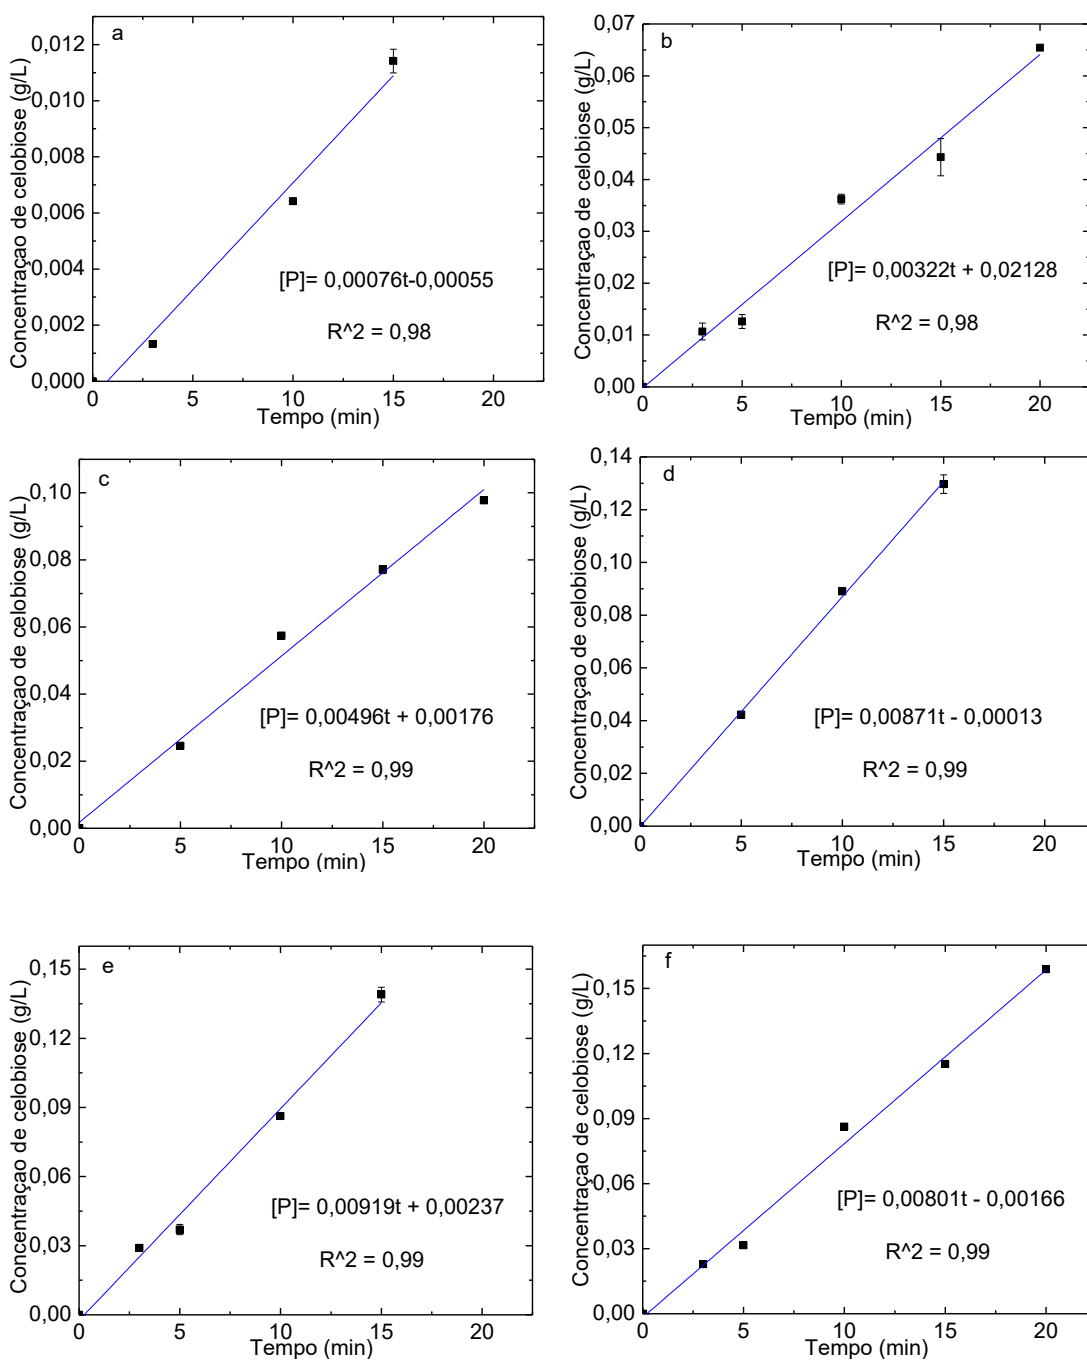 a
Concentraçao de celobiose (g/L)
0,012
0,010
0,008
0,006
0,004
0,002
0,000
[P]= 0,00076t-0,00055
R^2 = 0,98
0 5 10 15 20
Tempo (min)
b
Concentraçao de celobiose (g/L)
0,07
0,06
0,05
0,04
0,03
0,02
0,01
0,00
[P]= 0,00322t + 0,02128
R^2 = 0,98
0 5 10 15 20
Tempo (min)
c
Concentraçao de celobiose (g/L)
0,10
0,08
0,06
0,04
0,02
0,00
[P]= 0,00496t + 0,00176
R^2 = 0,99
0 5 10 15 20
Tempo (min)
d
Concentraçao de celobiose (g/L)
0,14
0,12
0,10
0,08
0,06
0,04
0,02
0,00
[P]= 0,00871t - 0,00013
R^2 = 0,99
0 5 10 15 20
Tempo (min)
e
Concentraçao de celobiose (g/L)
0,15
0,12
0,09
0,06
0,03
0,00
[P]= 0,00919t + 0,00237
R^2 = 0,99
0 5 10 15 20
Tempo (min)
f
Concentraçao de celobiose (g/L)
0,15
0,12
0,09
0,06
0,03
0,00
[P]= 0,00801t - 0,00166
R^2 = 0,99
0 5 10 15 20
Tempo (min)